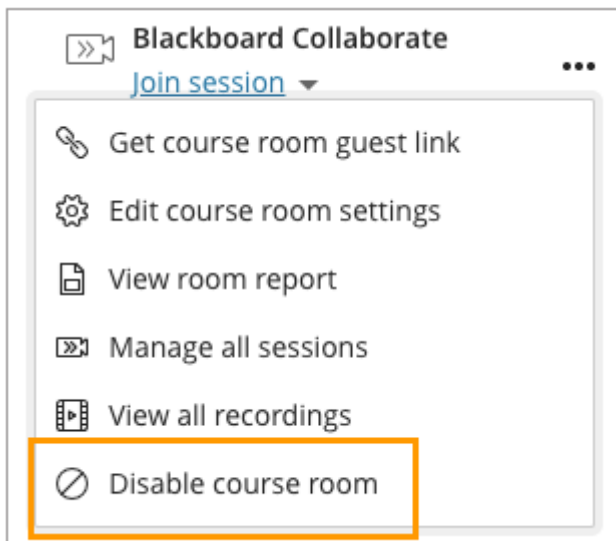 Blackboard Collaborate
Join session
Get course room guest link
Edit course room settings
View room report
Manage all sessions
View all recordings
Disable course room